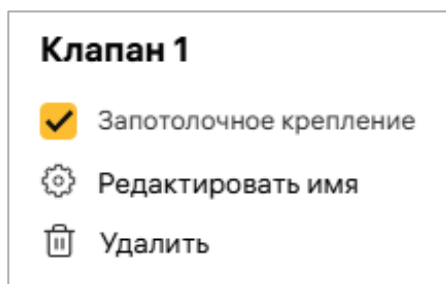 Клапан 1
Запотолочное крепление
Редактировать имя
Удалить